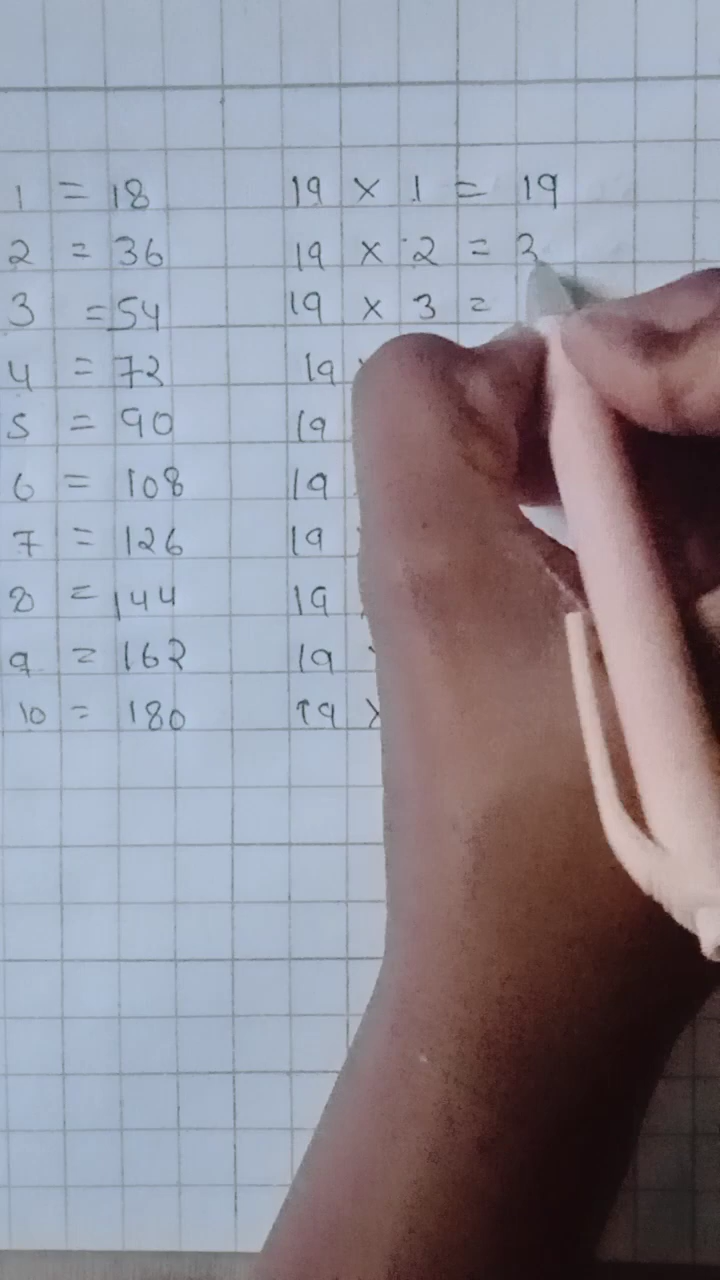 1 = 18 19 x 1 = 19
2 = 36 19 x 2 = 3
3 = 54 19 x 3 =
4 = 72 19
5 = 90 19
6 = 108 19
7 = 126 19
8 = 144 19
9 = 162 19
10 = 180 19 x